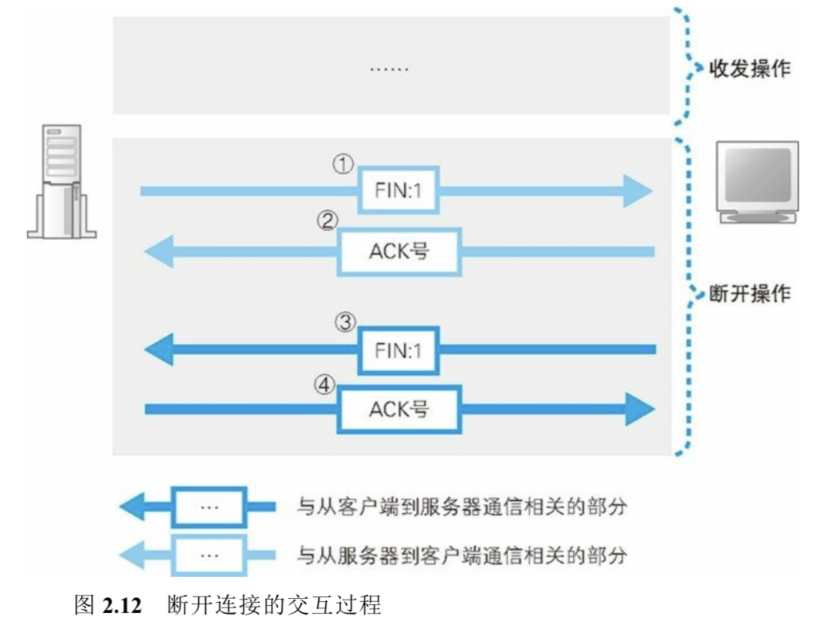 ……
收发操作
①
FIN:1
②
ACK号
断开操作
③
FIN:1
④
ACK号
… 与从客户端到服务器通信相关的部分
… 与从服务器到客户端通信相关的部分
图 2.12 断开连接的交互过程